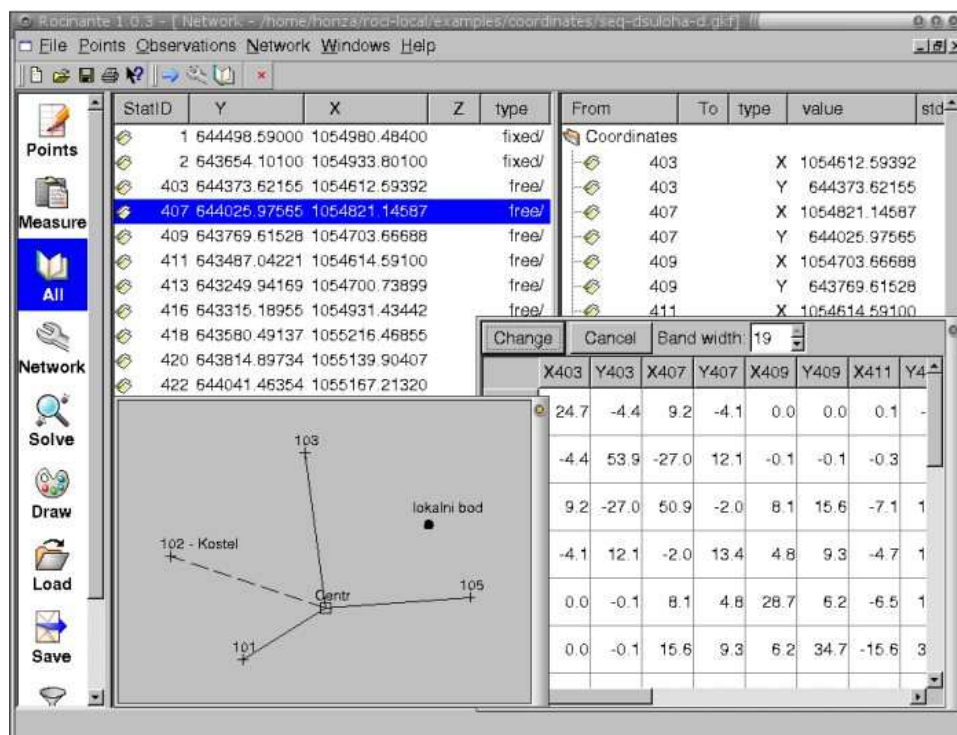 Rocinante 1.0.3 - [ Network - /home/honza/roci-local/examples/coordinates/seq-dsuloha-d.gkf]
File Points Observations Network Windows Help
Points
Measure
All
Network
Solve
Draw
Load
Save
StatID Y X Z type
1 644498.59000 1054980.48400 fixed/
2 643654.10100 1054933.80100 fixed/
403 644373.62155 1054612.59392 free/
407 644025.97565 1054821.14587 free/
409 643769.61528 1054703.66688 free/
411 643487.04221 1054614.59100 free/
413 643249.94169 1054700.73899 free/
416 643315.18955 1054931.43442 free/
418 643580.49137 1055216.46855
420 643814.89734 1055139.90407
422 644041.46354 1055167.21320
From To type value std
Coordinates
403 X 1054612.59392
403 Y 644373.62155
407 X 1054821.14587
407 Y 644025.97565
409 X 1054703.66688
409 Y 643769.61528
411 X 1054614.59100
Change Cancel Band width: 19
X403 Y403 X407 Y407 X409 Y409 X411 Y4
24.7 -4.4 9.2 -4.1 0.0 0.0 0.1 -
-4.4 53.9 -27.0 12.1 -0.1 -0.1 -0.3
9.2 -27.0 50.9 -2.0 8.1 15.6 -7.1 1
-4.1 12.1 -2.0 13.4 4.8 9.3 -4.7 1
0.0 -0.1 8.1 4.8 28.7 6.2 -6.5 1
0.0 -0.1 15.6 9.3 6.2 34.7 -15.6 3
103
lokalni bod
102 - Kostel
Centr
105
101